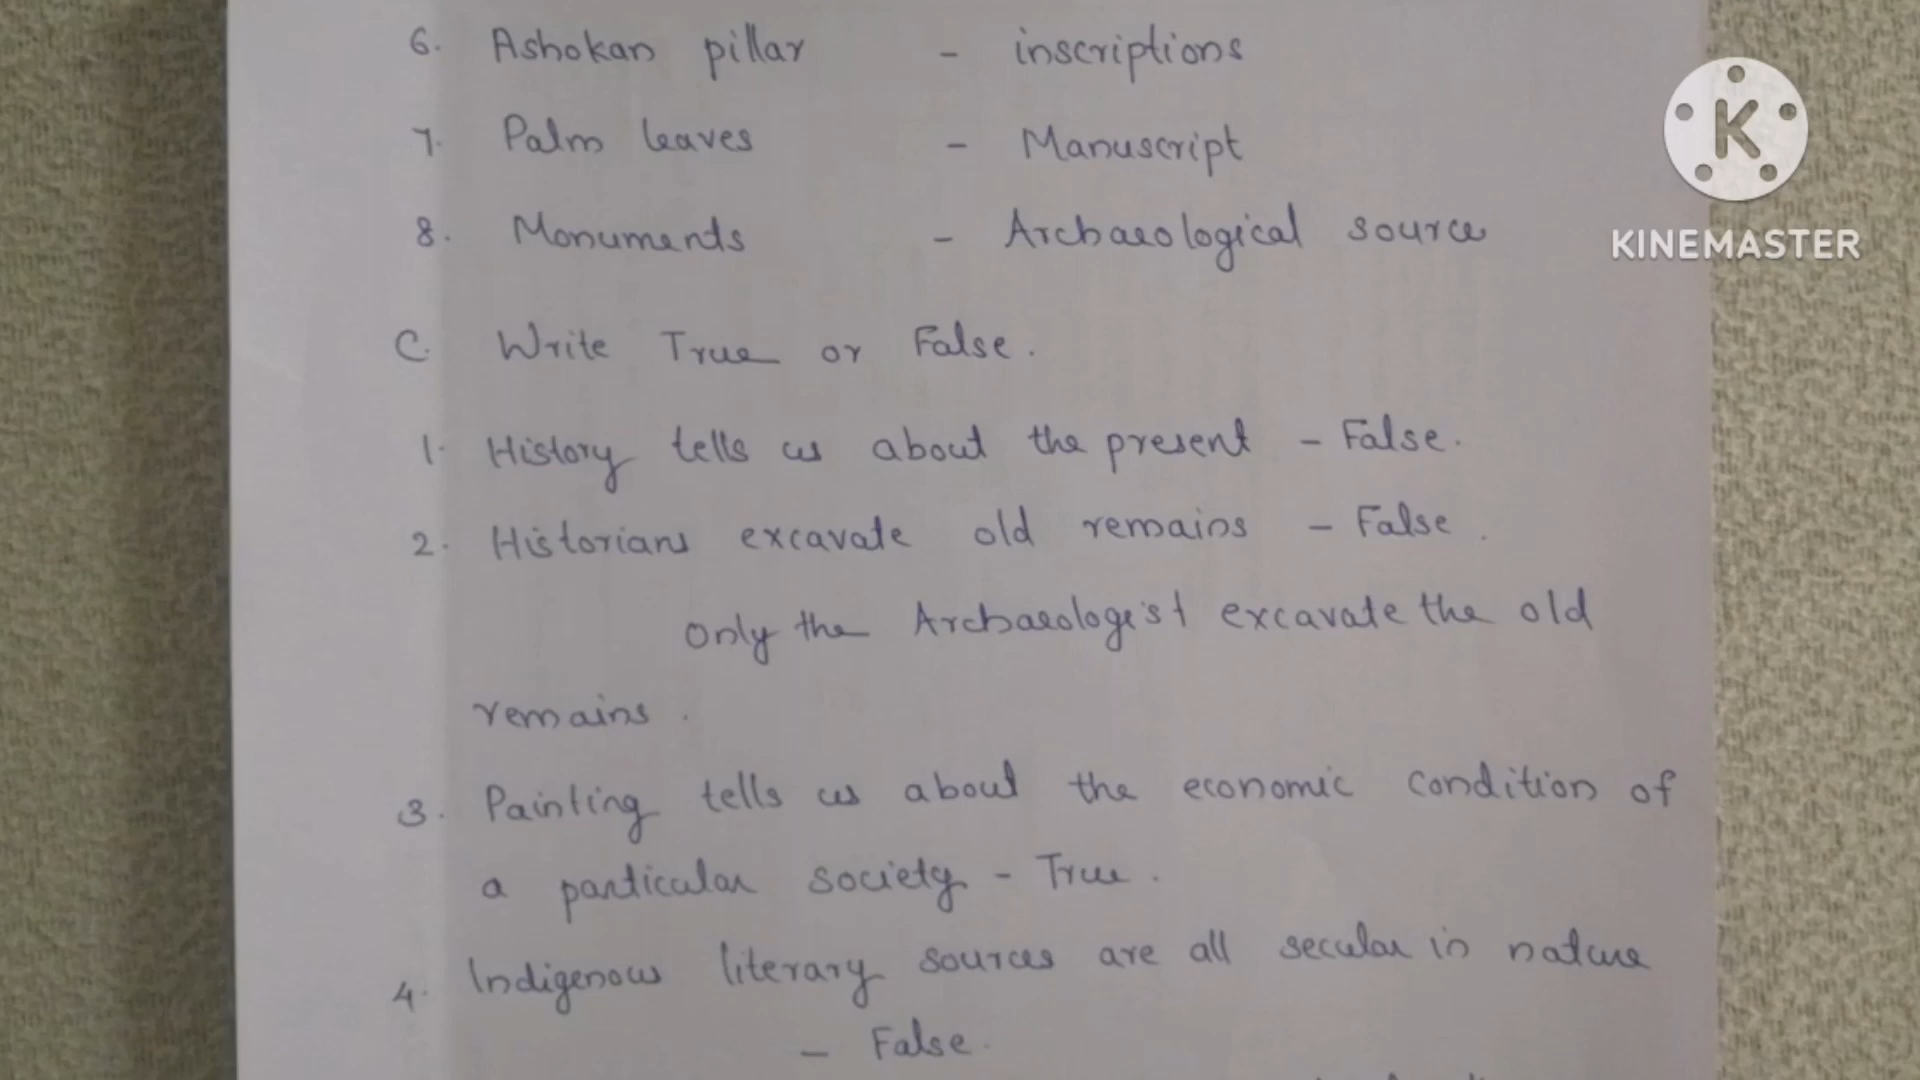 6. Ashokan pillar - inscriptions
7. Palm leaves - Manuscript
8. Monuments - Archaeological source
C. Write True or False.
1. History tells us about the present - False.
2. Historians excavate old remains - False.
Only the Archaeologist excavate the old
remains.
3. Painting tells us about the economic condition of
a particular society - True.
4. Indigenous literary sources are all secular in nature
- False.
K
KINEMASTER